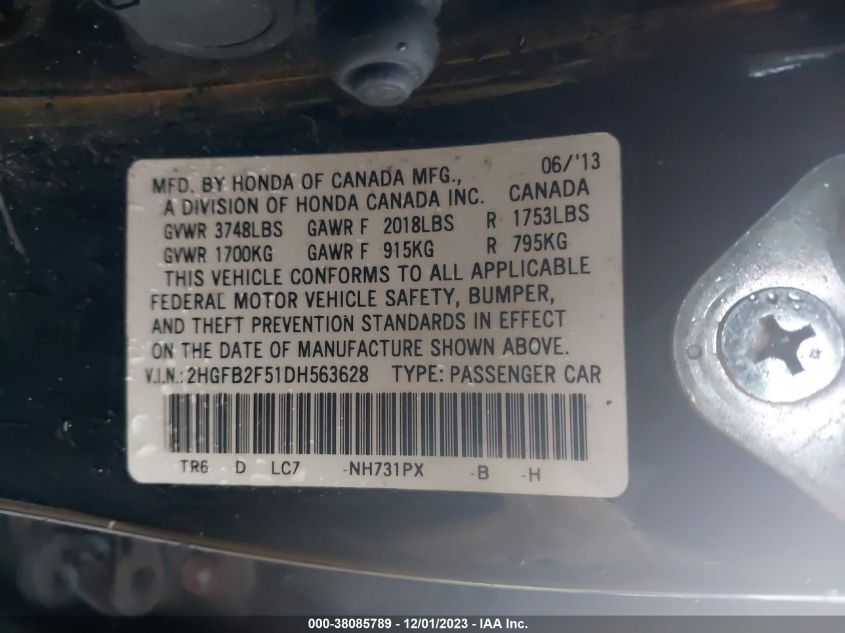 06/'13
MFD. BY HONDA OF CANADA MFG.,
A DIVISION OF HONDA CANADA INC. CANADA
GVWR 3748LBS GAWR F 2018LBS R 1753LBS
GVWR 1700KG GAWR F 915KG R 795KG
THIS VEHICLE CONFORMS TO ALL APPLICABLE
FEDERAL MOTOR VEHICLE SAFETY, BUMPER,
AND THEFT PREVENTION STANDARDS IN EFFECT
ON THE DATE OF MANUFACTURE SHOWN ABOVE.
V.I.N.:2HGFB2F51DH563628 TYPE: PASSENGER CAR
TR6 D LC7 -NH731PX -B -H
000-38085789 - 12/01/2023 - IAA Inc.